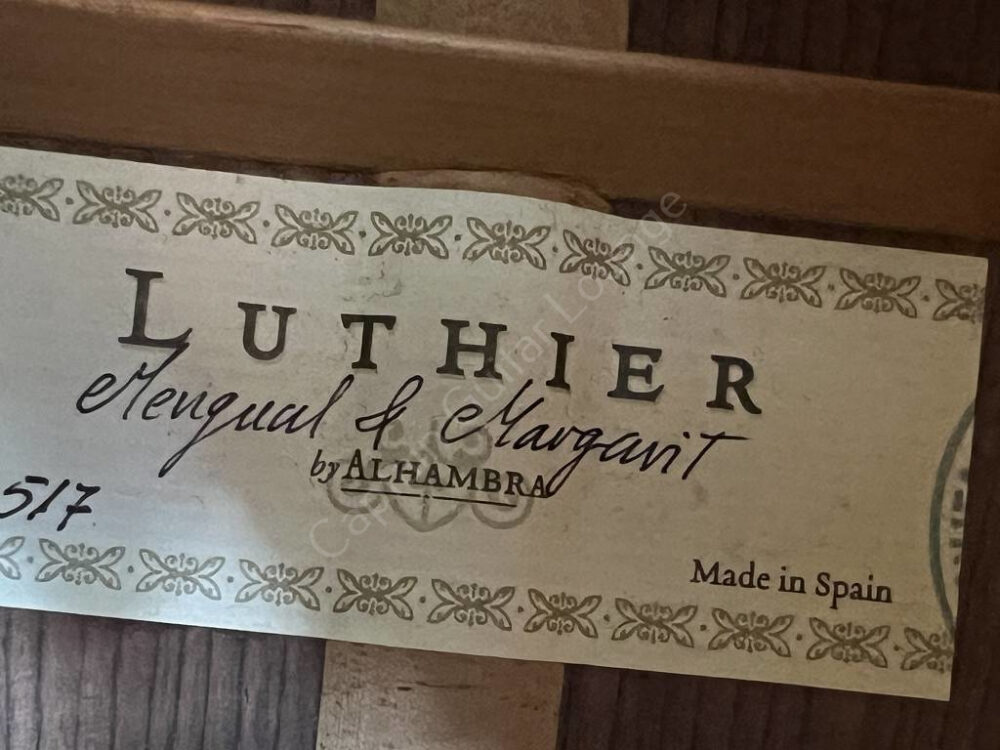 LUTHIER
Mengual & Margarit
by ALHAMBRA
517
Made in Spain